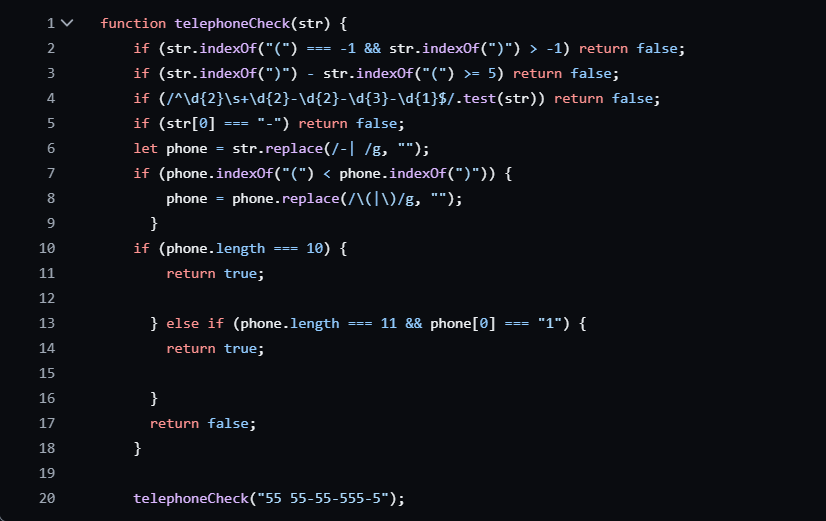 1 function telephoneCheck(str) {
2     if (str.indexOf("(") === -1 && str.indexOf(")") > -1) return false;
3     if (str.indexOf(")") - str.indexOf("(") >= 5) return false;
4     if (/^\d{2}\s+\d{2}-\d{2}-\d{3}-\d{1}$/.test(str)) return false;
5     if (str[0] === "-") return false;
6     let phone = str.replace(/-| /g, "");
7     if (phone.indexOf("(") < phone.indexOf(")")) {
8         phone = phone.replace(/\(|\)/g, "");
9       }
10     if (phone.length === 10) {
11         return true;
12
13       } else if (phone.length === 11 && phone[0] === "1") {
14         return true;
15
16       }
17       return false;
18     }
19
20     telephoneCheck("55 55-55-555-5");